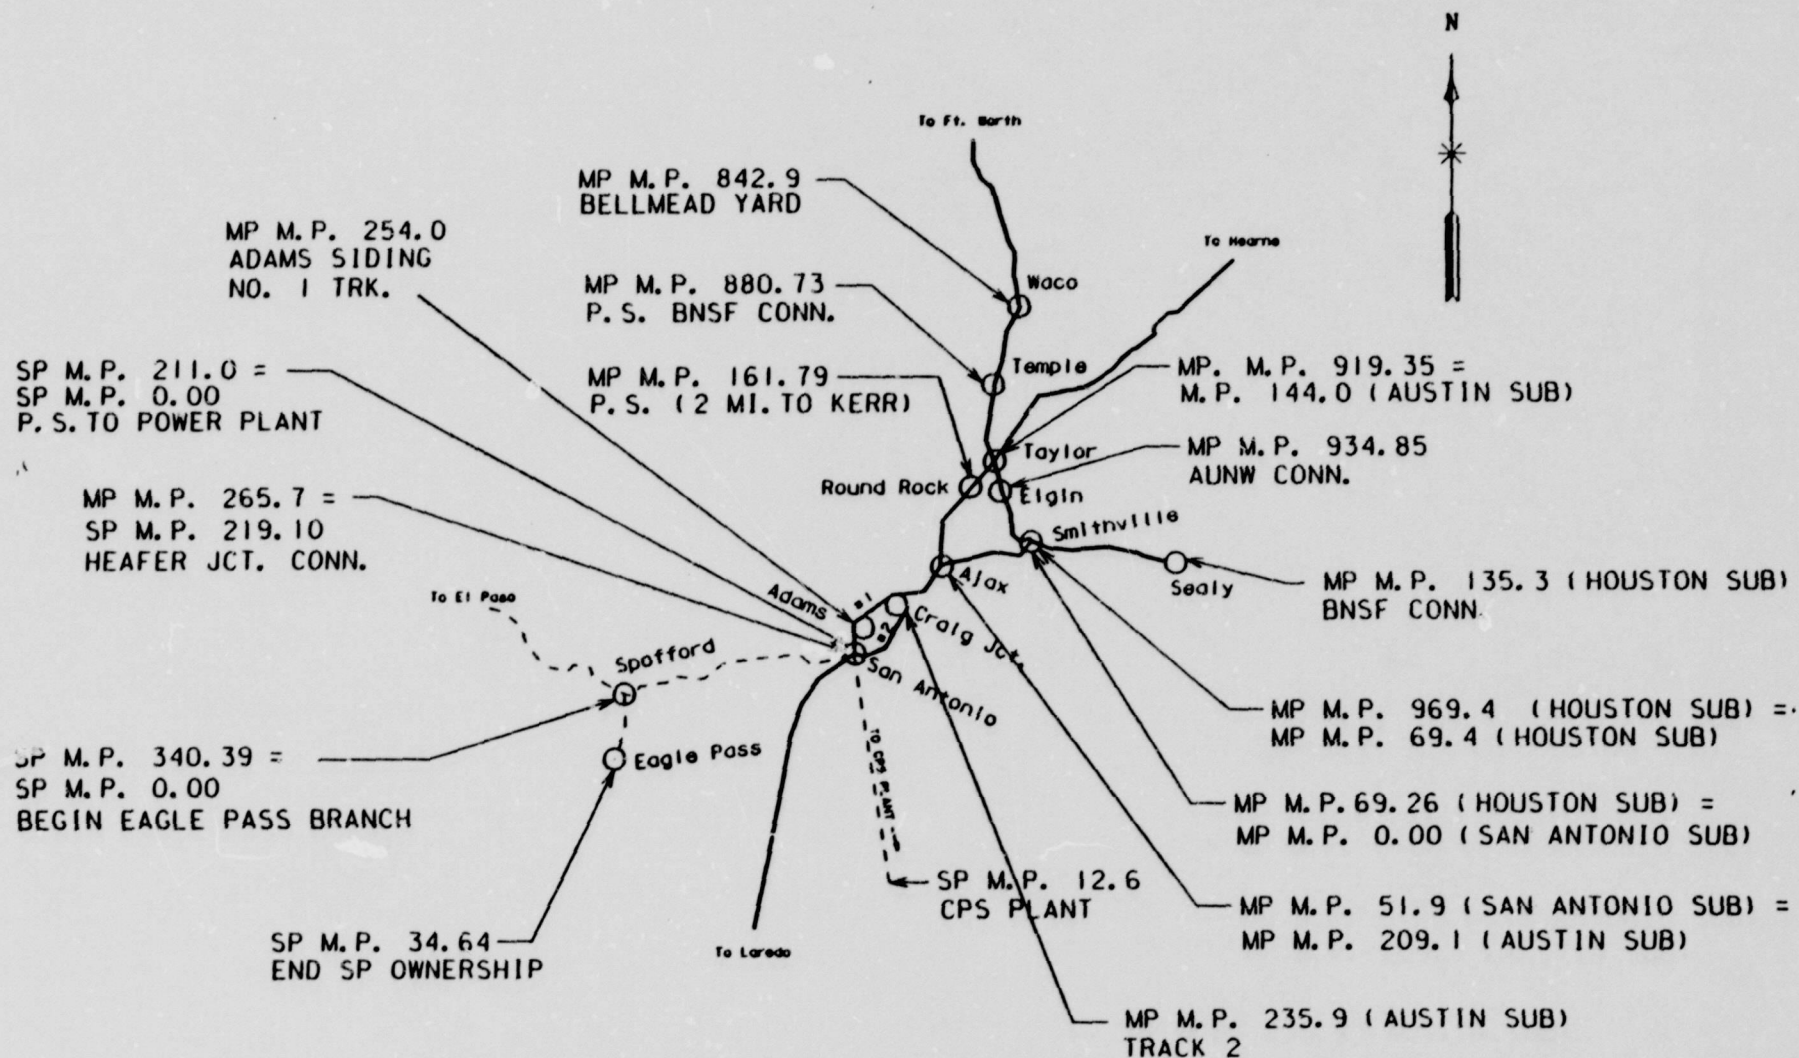 N
To Ft. Worth
MP M.P. 842.9
BELLMEAD YARD
MP M.P. 254.0
ADAMS SIDING
NO. 1 TRK.
To Hearne
MP M.P. 880.73
P.S. BNSF CONN.
Waco
SP M.P. 211.0 =
SP M.P. 0.00
P.S. TO POWER PLANT
MP M.P. 161.79
P.S. (2 MI. TO KERR)
Temple
MP. M.P. 919.35 =
M.P. 144.0 (AUSTIN SUB)
Taylor
MP M.P. 934.85
AUNW CONN.
Round Rock
Elgin
MP M.P. 265.7 =
SP M.P. 219.10
HEAFER JCT. CONN.
Smithville
Sealy
MP M.P. 135.3 (HOUSTON SUB)
BNSF CONN.
To El Paso
Adams
#1
#2
Ajax
Craig Jct.
Spofford
San Antonio
MP M.P. 969.4 (HOUSTON SUB) =
MP M.P. 69.4 (HOUSTON SUB)
SP M.P. 340.39 =
SP M.P. 0.00
BEGIN EAGLE PASS BRANCH
Eagle Pass
TO CPS PLANT
MP M.P. 69.26 (HOUSTON SUB) =
MP M.P. 0.00 (SAN ANTONIO SUB)
SP M.P. 12.6
CPS PLANT
MP M.P. 51.9 (SAN ANTONIO SUB) =
MP M.P. 209.1 (AUSTIN SUB)
SP M.P. 34.64
END SP OWNERSHIP
To Laredo
MP M.P. 235.9 (AUSTIN SUB)
TRACK 2